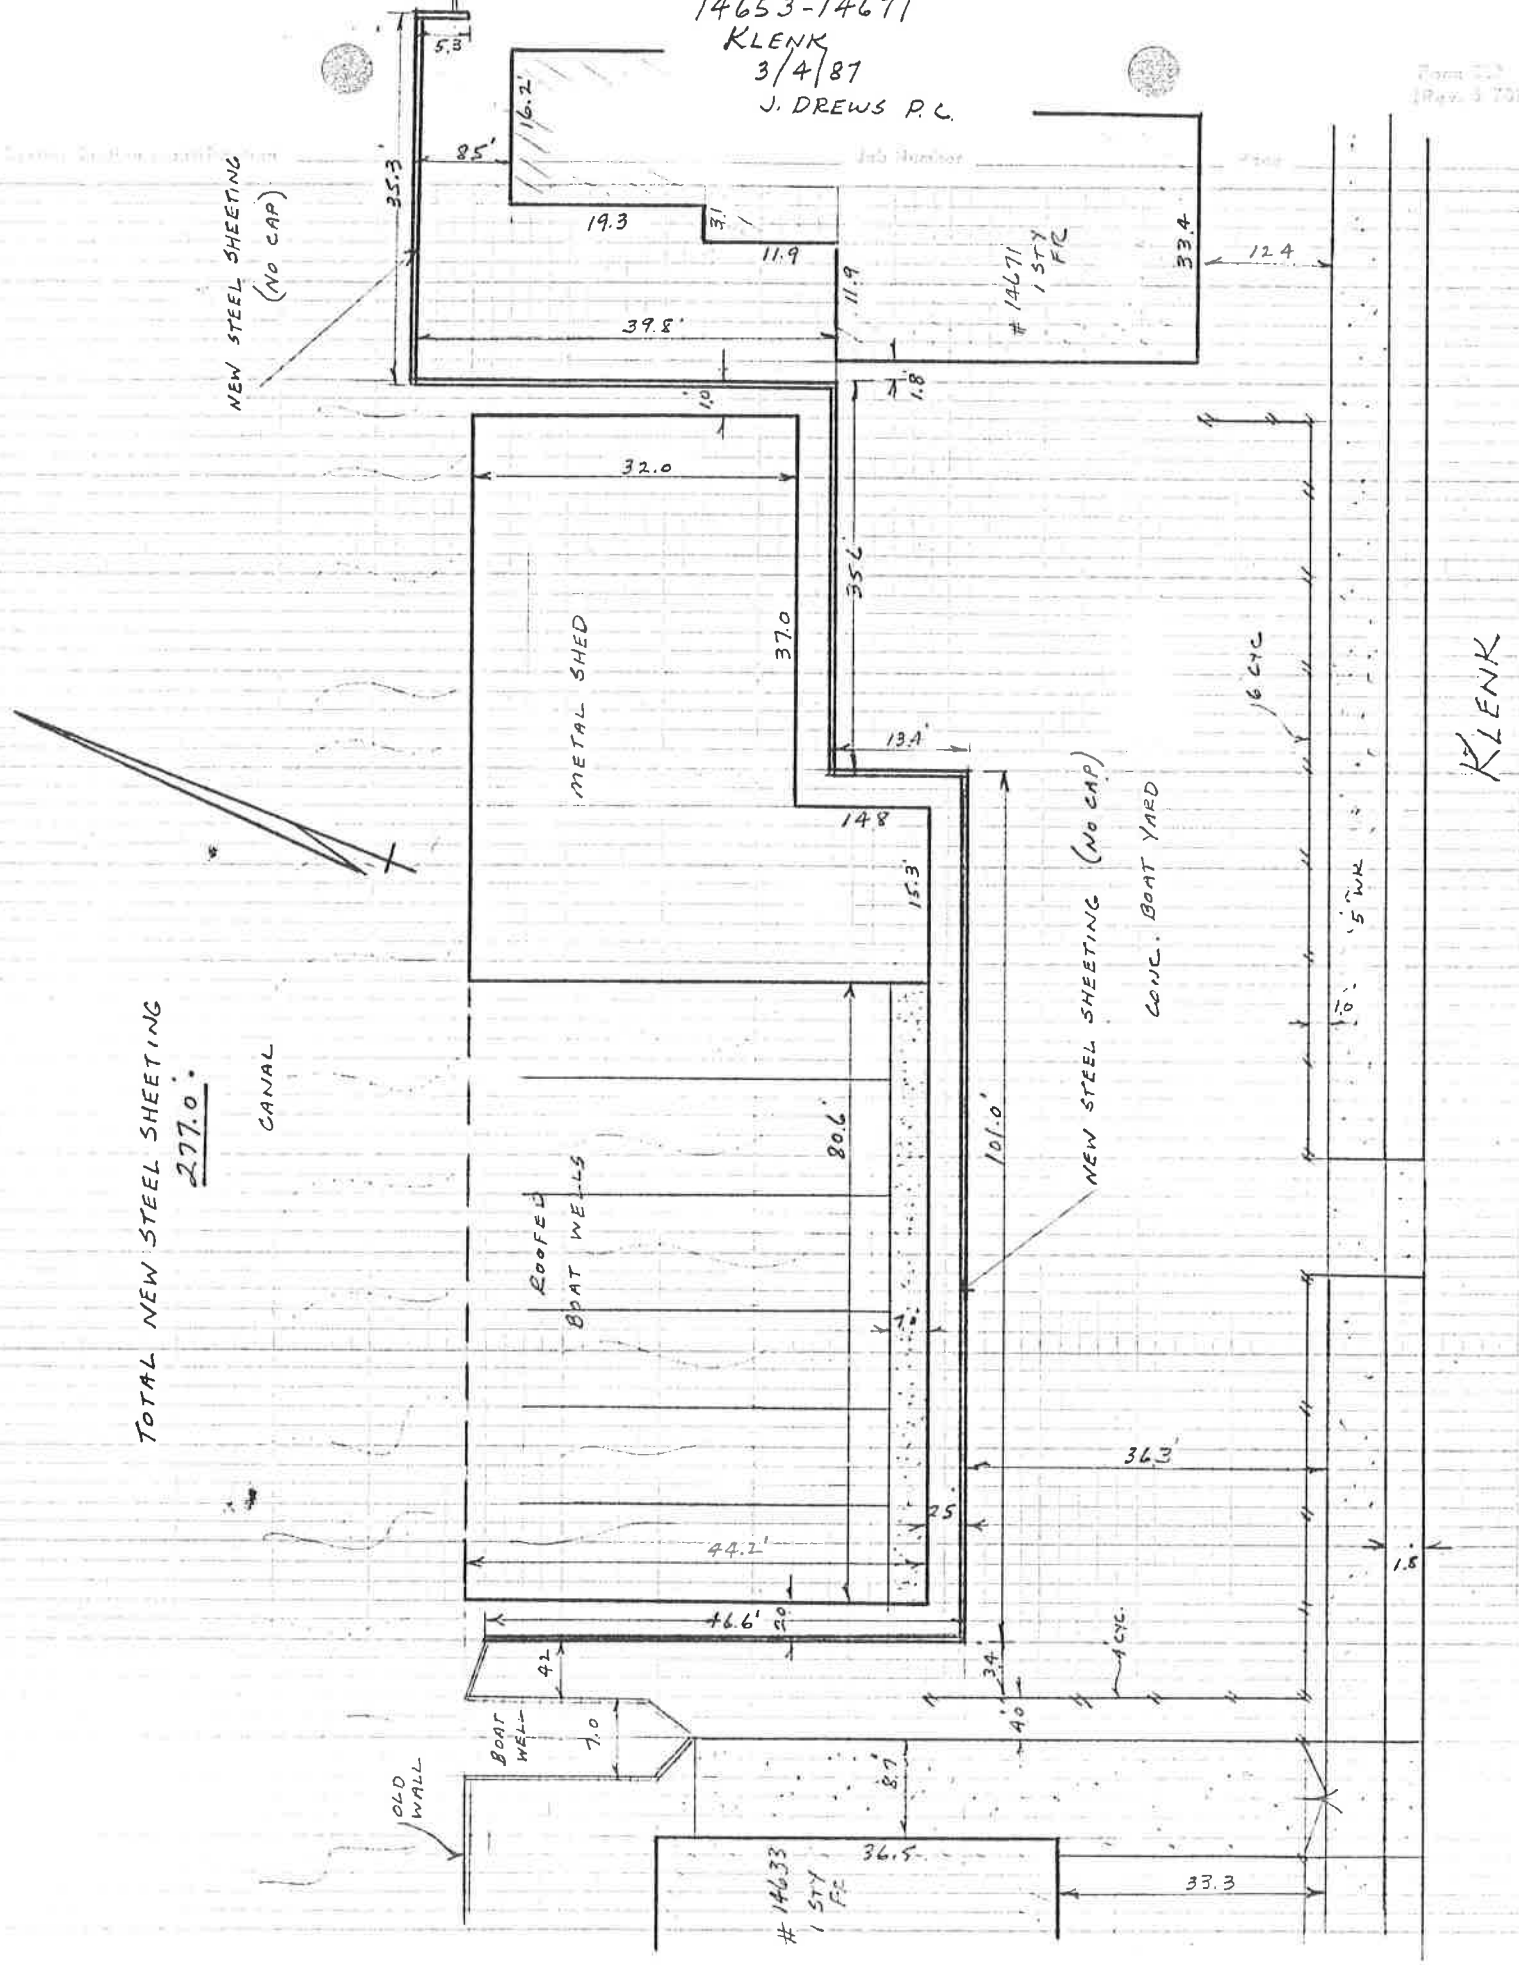 14653-14671
KLENK
3/4/87
J. DREWS P.C.
5.3
16.2'
8.5'
35.3'
NEW STEEL SHEETING
(NO CAP)
19.3
3.1
11.9
11.9
# 14671
1 STY
FR
33.4
12.4
39.8'
1.0'
1.8'
32.0
METAL SHED
37.0
35.6
13.4'
14.8
15.3'
16 CYC
KLENK
5' WK
1.0'
NEW STEEL SHEETING (NO CAP)
CONC. BOAT YARD
TOTAL NEW STEEL SHEETING
277.0'
CANAL
ROOFED
BOAT WELLS
80.6'
101.0'
36.3'
2.5'
44.2'
46.6'
2.0
1.8'
4.2
3.4
4' CYC.
4.0'
BOAT
WELL
7.0
OLD
WALL
8.7'
# 14633
1 STY
FR
36.5
33.3